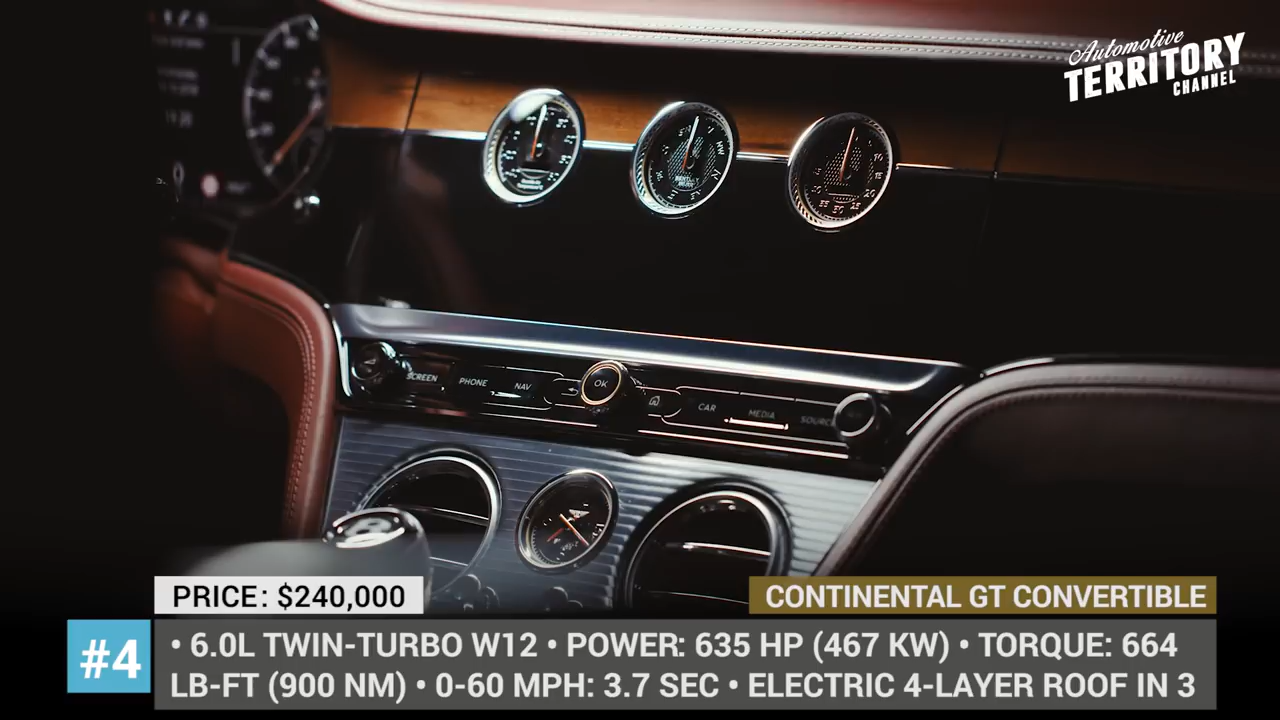 Automotive
TERRITORY
CHANNEL
SCREEN
PHONE
NAV
OK
CAR
MEDIA
SOURCE
PRICE: $240,000
CONTINENTAL GT CONVERTIBLE
#4
• 6.0L TWIN-TURBO W12 • POWER: 635 HP (467 KW) • TORQUE: 664
LB-FT (900 NM) • 0-60 MPH: 3.7 SEC • ELECTRIC 4-LAYER ROOF IN 3